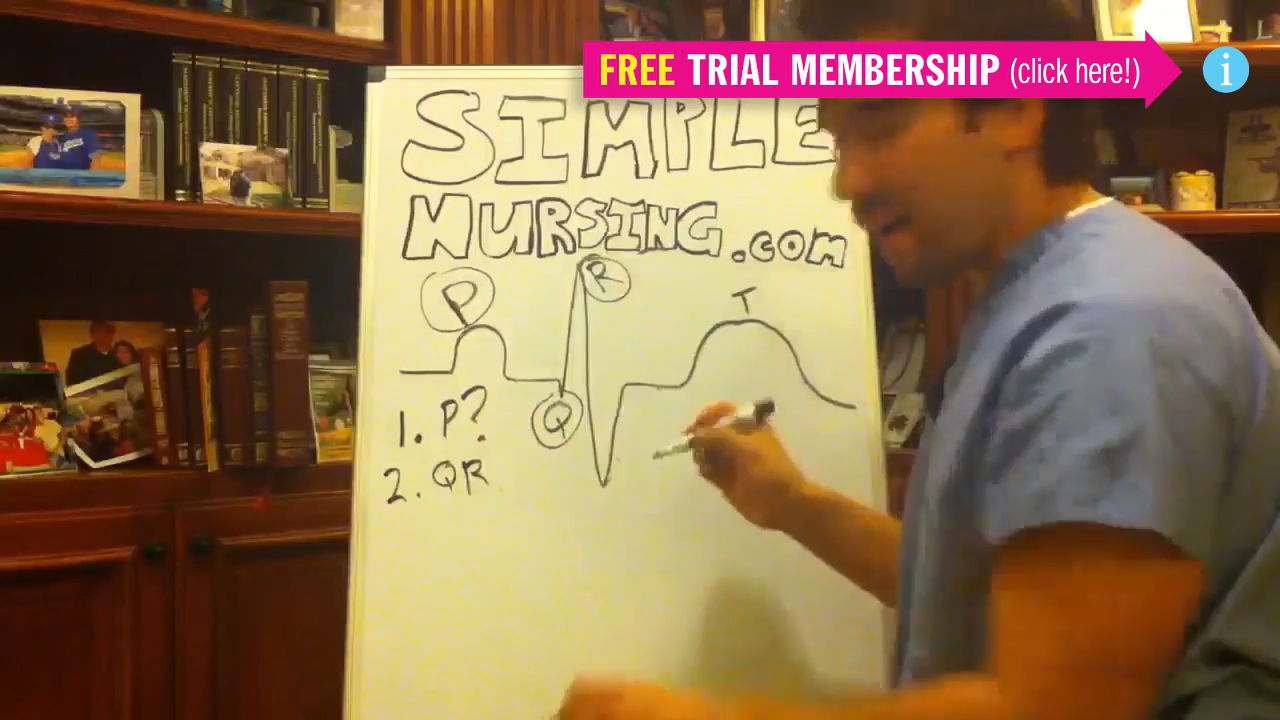 FREE TRIAL MEMBERSHIP (click here!)
i
SIMPLE
NURSING.COM
P
R
T
Q
1. P?
2. QR